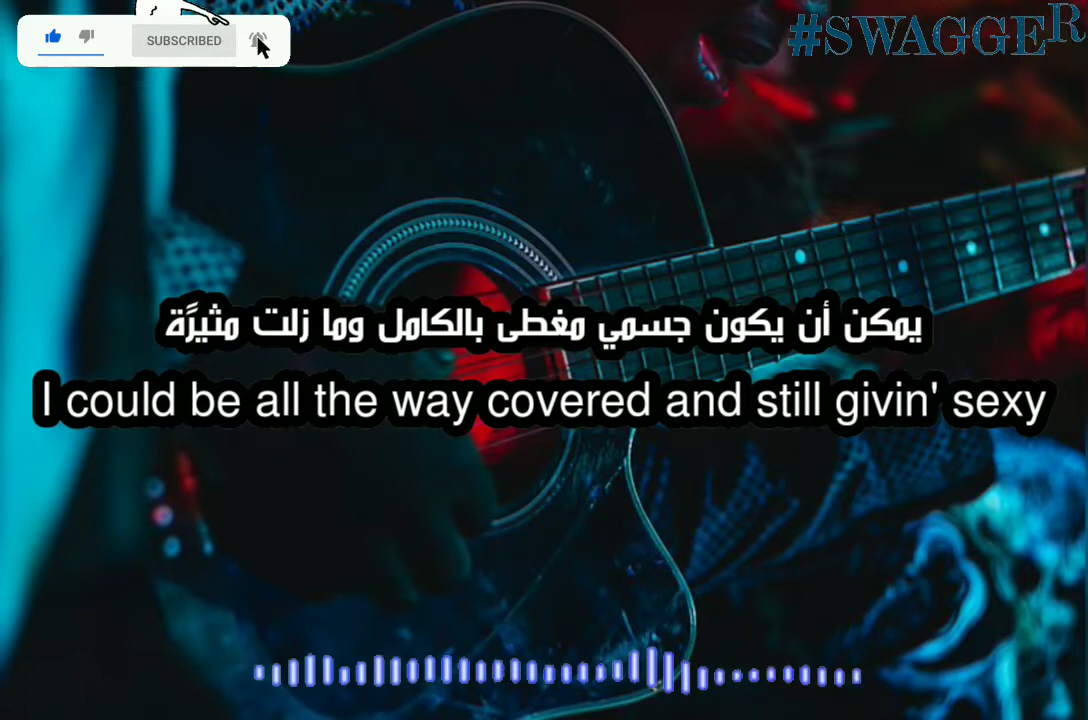 SUBSCRIBED
#SWAGGER
يمكن أن يكون جسمي مغطى بالكامل وما زلت مثيرًة
I could be all the way covered and still givin' sexy